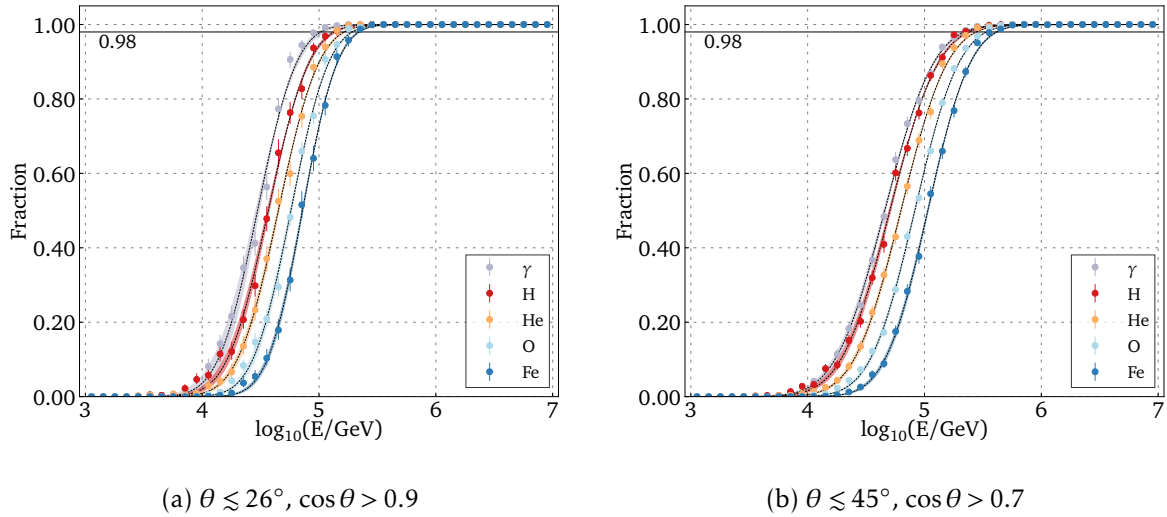 1.00
0.98
0.80
0.60
0.40
0.20
0.00
Fraction
3 4 5 6 7
log₁₀(E/GeV)
γ
H
He
O
Fe
(a) θ ≲ 26°, cos θ > 0.9
1.00
0.98
0.80
0.60
0.40
0.20
0.00
Fraction
3 4 5 6 7
log₁₀(E/GeV)
γ
H
He
O
Fe
(b) θ ≲ 45°, cos θ > 0.7